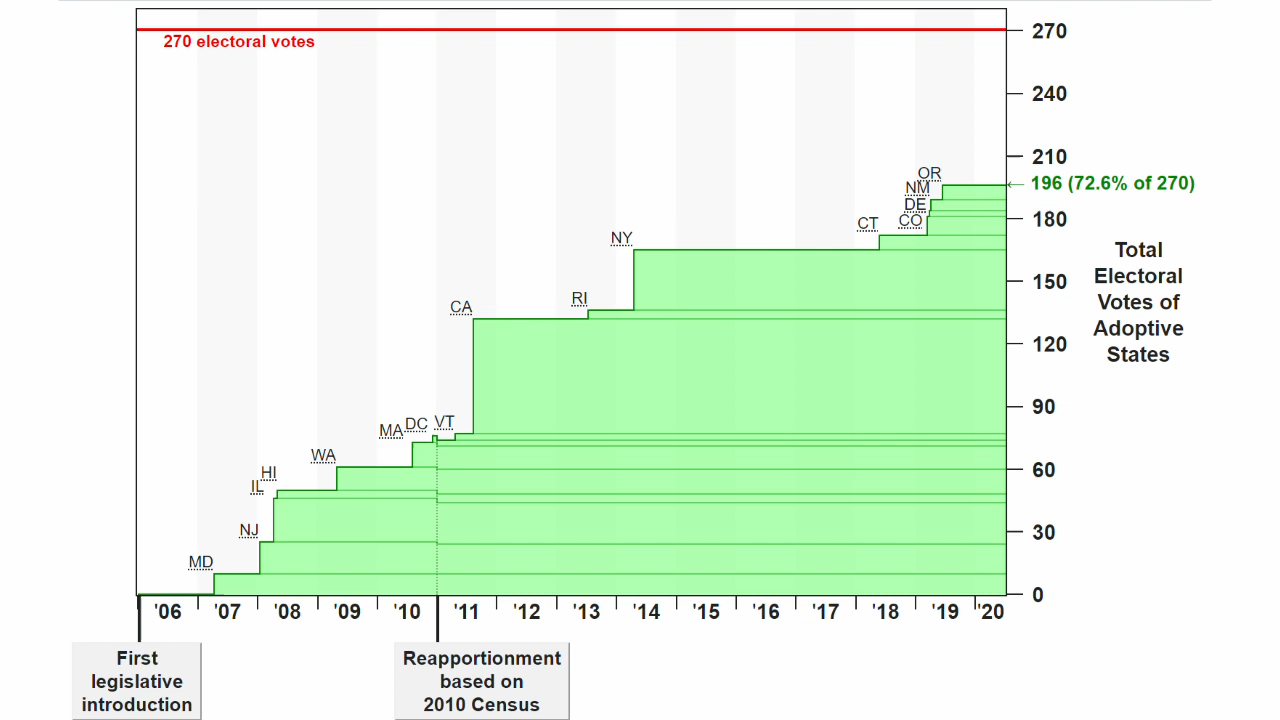 270 electoral votes
270
240
210
OR
196 (72.6% of 270)
NM
DE
CO
CT
180
NY
150
Total
Electoral
Votes of
Adoptive
States
RI
CA
120
90
VT
DC
MA
WA
60
HI
IL
NJ
30
MD
0
'06 '07 '08 '09 '10 '11 '12 '13 '14 '15 '16 '17 '18 '19 '20
First
legislative
introduction
Reapportionment
based on
2010 Census